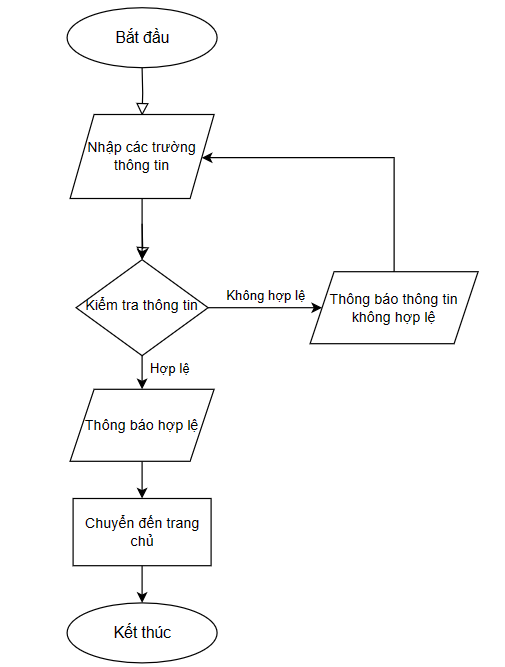 Bắt đầu
Nhập các trường
thông tin
Kiểm tra thông tin
Không hợp lệ
Thông báo thông tin
không hợp lệ
Hợp lệ
Thông báo hợp lệ
Chuyển đến trang
chủ
Kết thúc